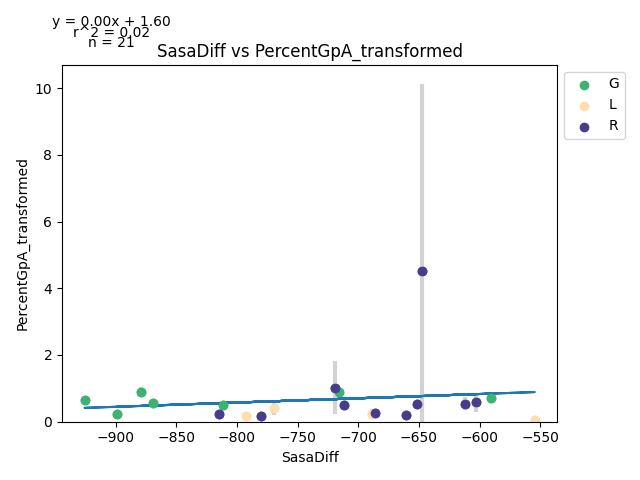 y = 0.00x + 1.60
r^2 = 0.02
n = 21
SasaDiff vs PercentGpA_transformed
G
L
R
10
8
6
4
2
0
PercentGpA_transformed
−900 −850 −800 −750 −700 −650 −600 −550
SasaDiff